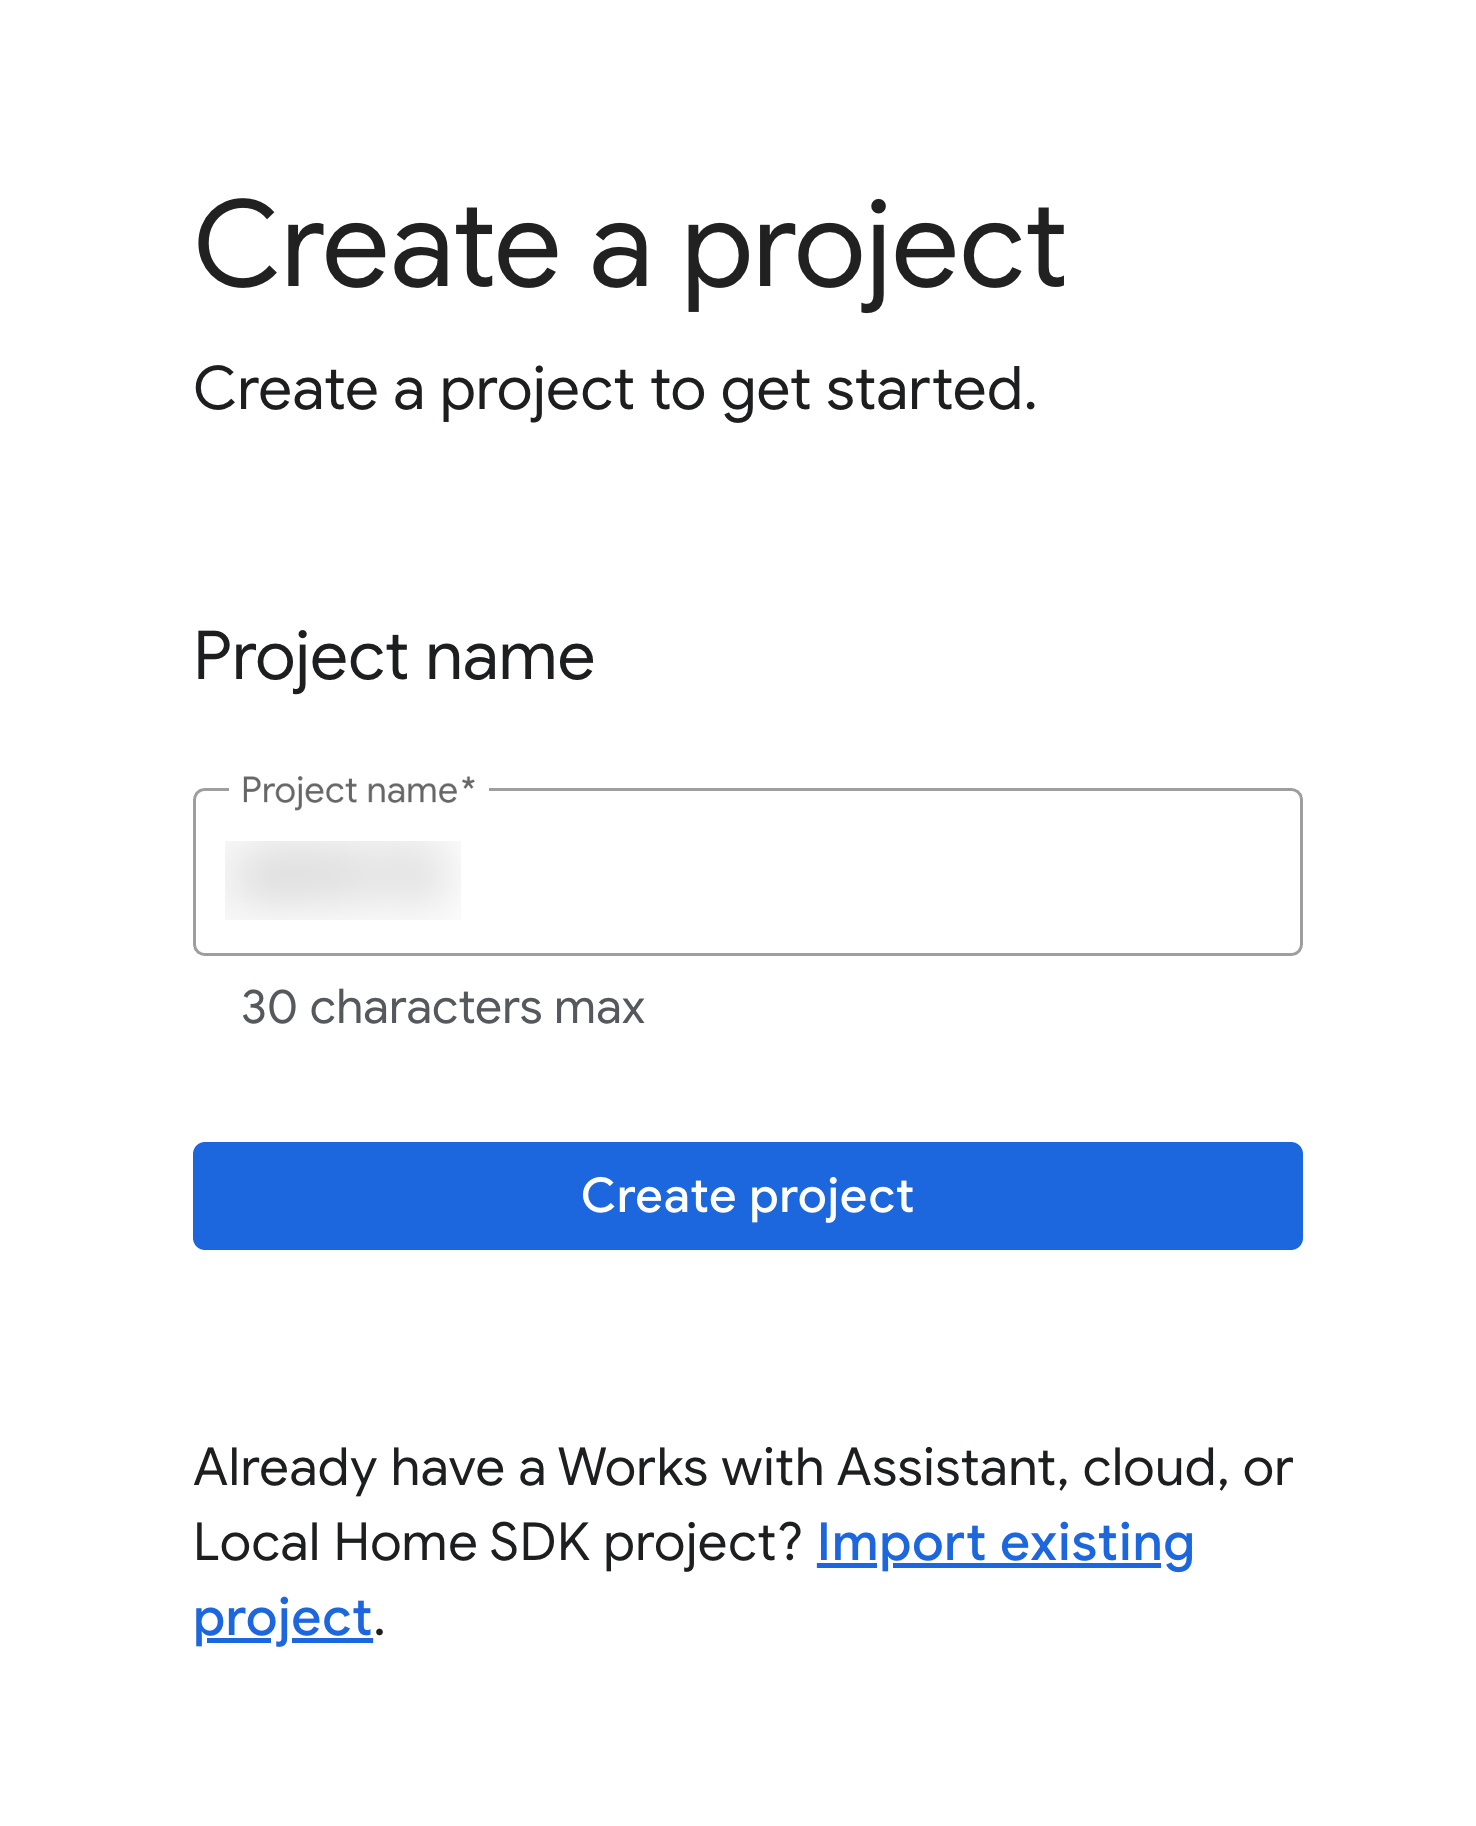 Create a project
Create a project to get started.
Project name
Project name*
30 characters max
Create project
Already have a Works with Assistant, cloud, or
Local Home SDK project? Import existing
project.